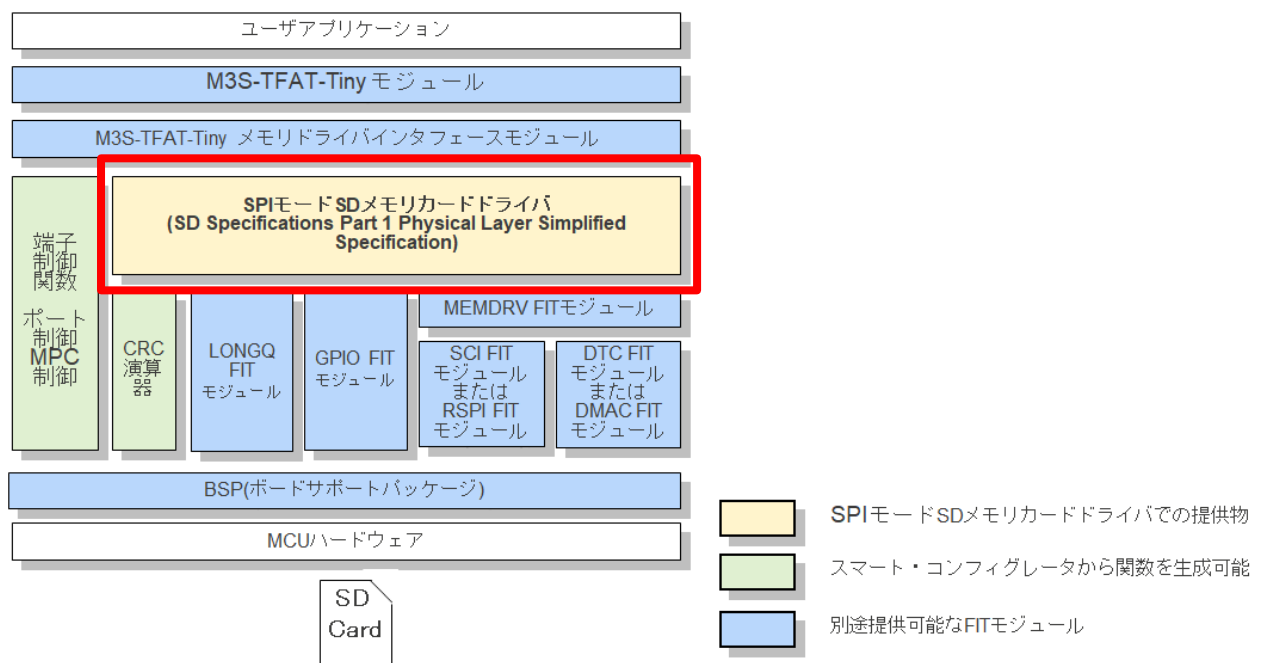 ユーザアプリケーション
M3S-TFAT-Tiny モジュール
M3S-TFAT-Tiny メモリドライバインタフェースモジュール
SPIモードSDメモリカードドライバ
(SD Specifications Part 1 Physical Layer Simplified
Specification)
端子
制御
関数
ポート
制御
MPC
制御
CRC
演算
器
LONGQ
FIT
モジュール
GPIO FIT
モジュール
MEMDRV FITモジュール
SCI FIT
モジュール
または
RSPI FIT
モジュール
DTC FIT
モジュール
または
DMAC FIT
モジュール
BSP(ボードサポートパッケージ)
MCUハードウェア
SD
Card
SPIモードSDメモリカードドライバでの提供物
スマート・コンフィグレータから関数を生成可能
別途提供可能なFITモジュール